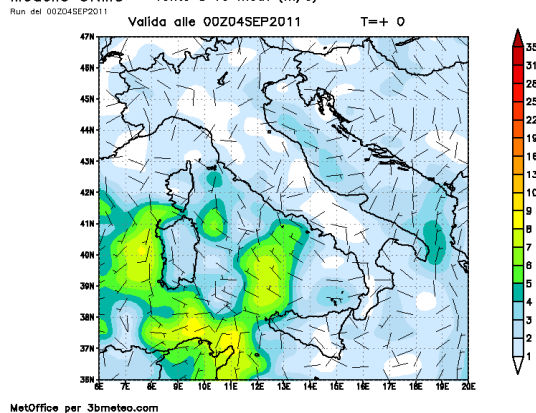 Run del 00Z04SEP2011
Valida alle 00Z04SEP2011 T=+ 0
47N
46N
45N
44N
43N
42N
41N
40N
39N
38N
37N
36N
6E 7E 8E 9E 10E 11E 12E 13E 14E 15E 16E 17E 18E 19E 20E
35
31
28
25
22
19
16
13
10
9
8
7
6
5
4
3
2
1
MetOffice per 3bmeteo.com